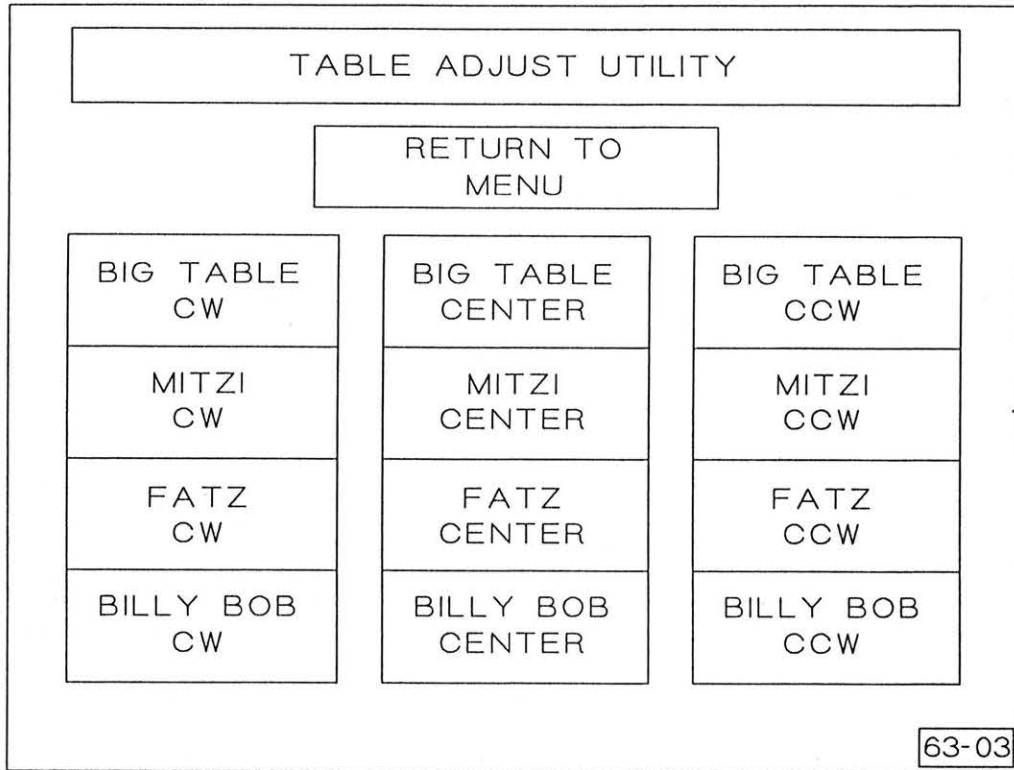 TABLE ADJUST UTILITY
RETURN TO
MENU
BIG TABLE
CW
BIG TABLE
CENTER
BIG TABLE
CCW
MITZI
CW
MITZI
CENTER
MITZI
CCW
FATZ
CW
FATZ
CENTER
FATZ
CCW
BILLY BOB
CW
BILLY BOB
CENTER
BILLY BOB
CCW
63-03